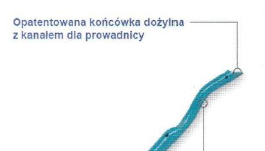 Opatentowana końcówka dożylna
z kanałem dla prowadnicy